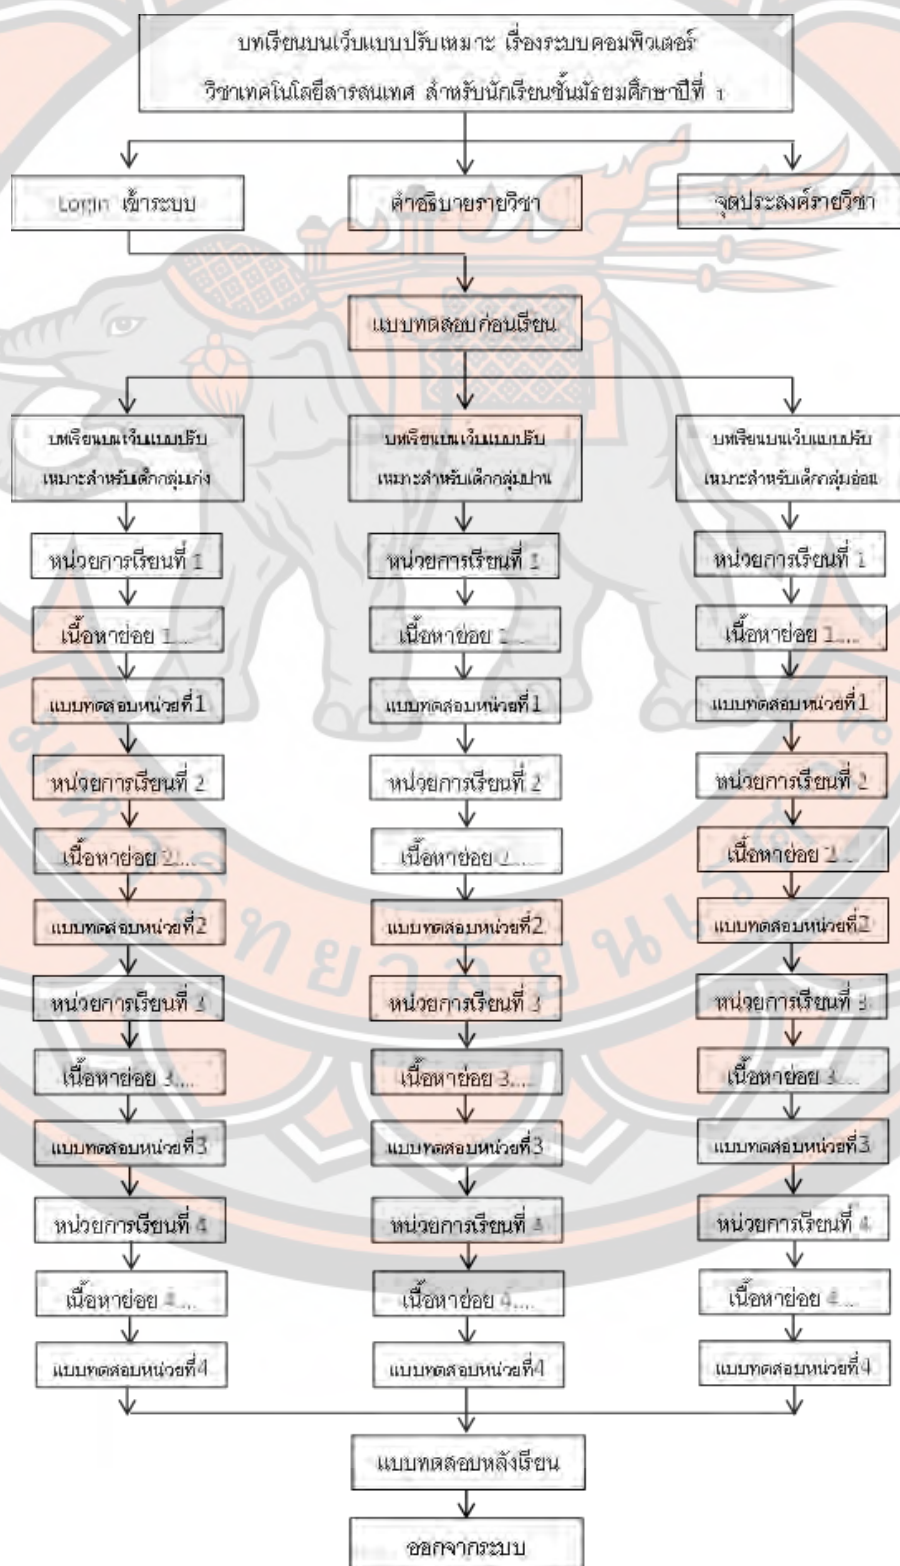 บทเรียนบนเว็บแบบปรับเหมาะ เรื่องระบบคอมพิวเตอร์
วิชาเทคโนโลยีสารสนเทศ สำหรับนักเรียนชั้นมัธยมศึกษาปีที่ 1
Login เข้าระบบ
คำอธิบายรายวิชา
จุดประสงค์รายวิชา
แบบทดสอบก่อนเรียน
บทเรียนบนเว็บแบบปรับ
เหมาะสำหรับเด็กกลุ่มเก่ง
บทเรียนบนเว็บแบบปรับ
เหมาะสำหรับเด็กกลุ่มปาน
บทเรียนบนเว็บแบบปรับ
เหมาะสำหรับเด็กกลุ่มอ่อน
หน่วยการเรียนที่ 1
หน่วยการเรียนที่ 1
หน่วยการเรียนที่ 1
เนื้อหาย่อย 1....
เนื้อหาย่อย 1....
เนื้อหาย่อย 1....
แบบทดสอบหน่วยที่1
แบบทดสอบหน่วยที่1
แบบทดสอบหน่วยที่1
หน่วยการเรียนที่ 2
หน่วยการเรียนที่ 2
หน่วยการเรียนที่ 2
เนื้อหาย่อย 2....
เนื้อหาย่อย 2....
เนื้อหาย่อย 2....
แบบทดสอบหน่วยที่2
แบบทดสอบหน่วยที่2
แบบทดสอบหน่วยที่2
หน่วยการเรียนที่ 3
หน่วยการเรียนที่ 3
หน่วยการเรียนที่ 3
เนื้อหาย่อย 3....
เนื้อหาย่อย 3....
เนื้อหาย่อย 3....
แบบทดสอบหน่วยที่3
แบบทดสอบหน่วยที่3
แบบทดสอบหน่วยที่3
หน่วยการเรียนที่ 4
หน่วยการเรียนที่ 4
หน่วยการเรียนที่ 4
เนื้อหาย่อย 4....
เนื้อหาย่อย 4....
เนื้อหาย่อย 4....
แบบทดสอบหน่วยที่4
แบบทดสอบหน่วยที่4
แบบทดสอบหน่วยที่4
แบบทดสอบหลังเรียน
ออกจากระบบ
มหาวิทยาลัยนเรศวร